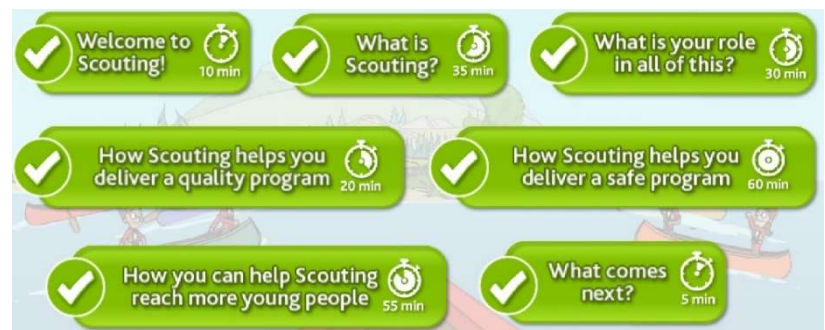 Welcome to
Scouting!
10 min
What is
Scouting?
35 min
What is your role
in all of this?
30 min
How Scouting helps you
deliver a quality program
20 min
How Scouting helps you
deliver a safe program
60 min
How you can help Scouting
reach more young people
55 min
What comes
next?
5 min